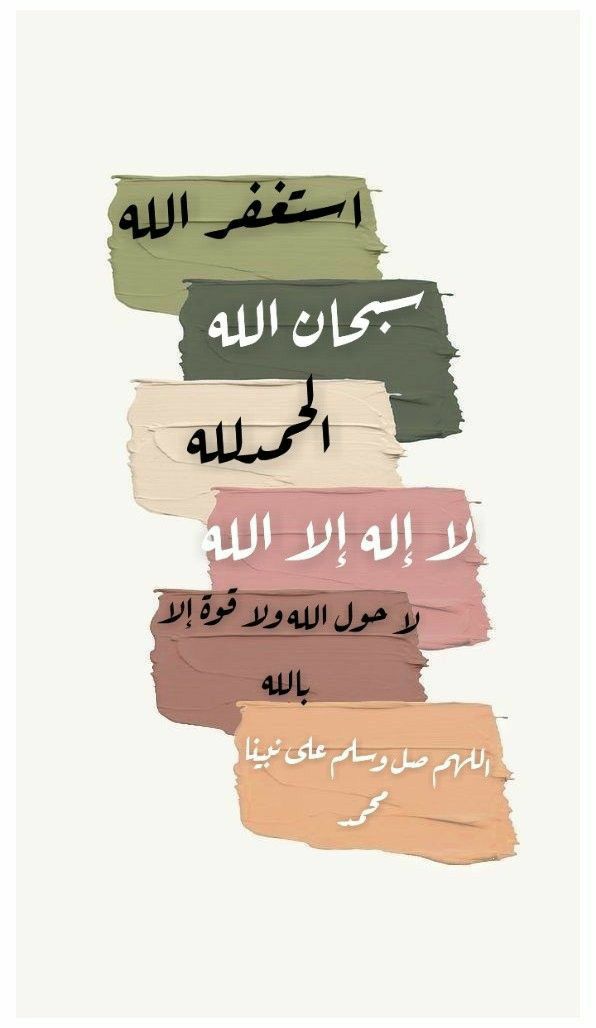 استغفر الله
سبحان الله
الحمدلله
لا إله إلا الله
لا حول الله ولا قوة إلا
بالله
اللهم صل وسلم على نبينا
محمد